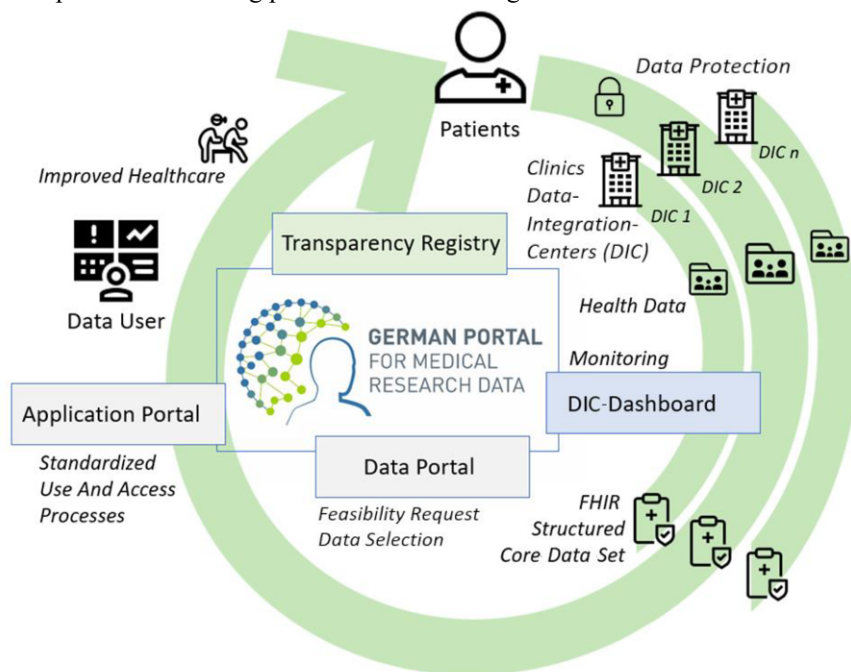 Patients
Data Protection
DIC n
DIC 2
DIC 1
Clinics
Data-
Integration-
Centers (DIC)
Improved Healthcare
Data User
Transparency Registry
Health Data
GERMAN PORTAL
FOR MEDICAL
RESEARCH DATA
Monitoring
DIC-Dashboard
Application Portal
Standardized
Use And Access
Processes
Data Portal
Feasibility Request
Data Selection
FHIR
Structured
Core Data Set